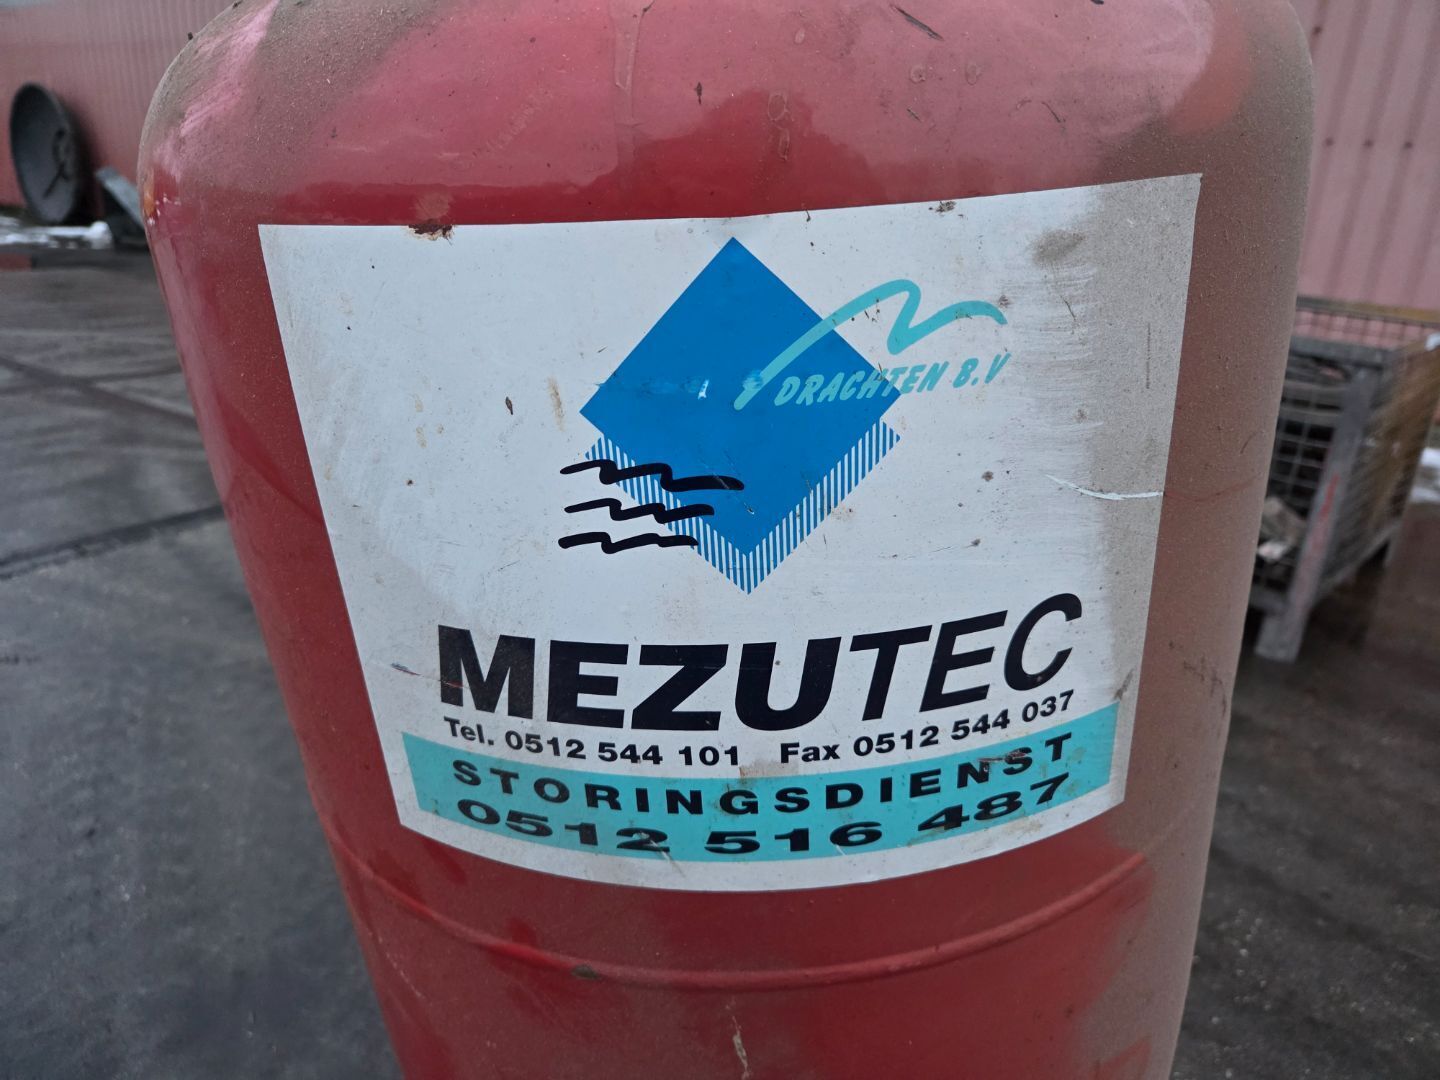 DRACHTEN B.V
MEZUTEC
Tel. 0512 544 101 Fax 0512 544 037
STORINGSDIENST
0512 516 487